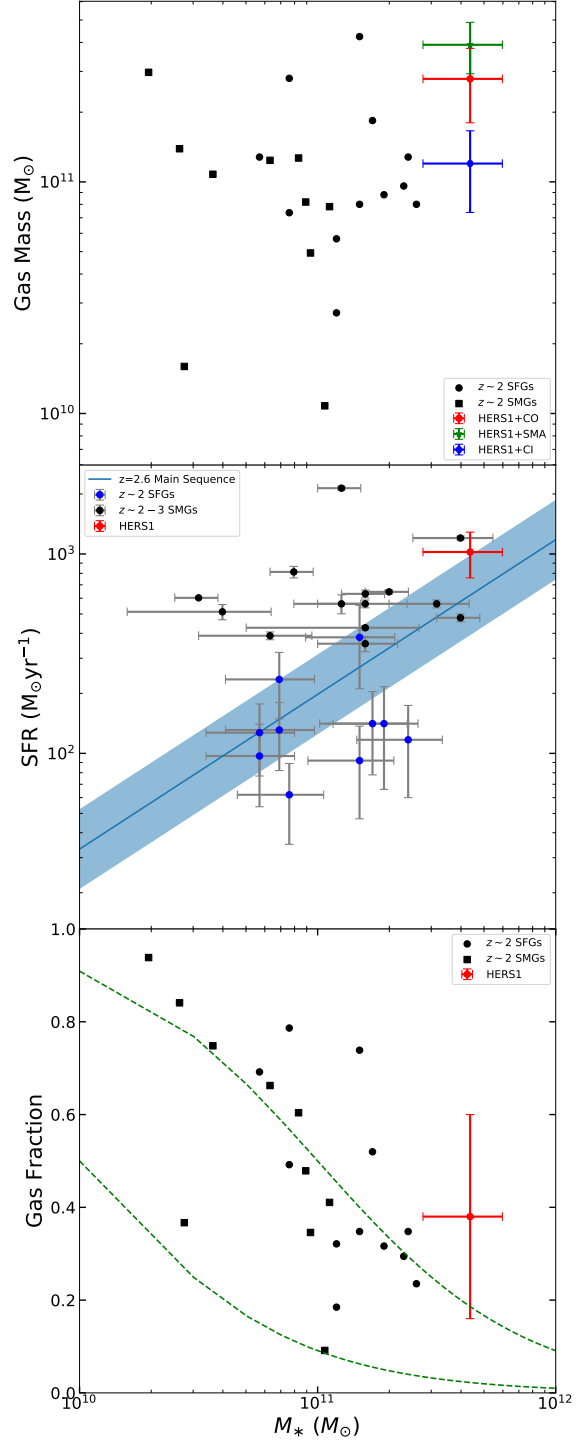 Gas Mass (M⊙)
10¹¹
10¹⁰
z ~ 2 SFGs
z ~ 2 SMGs
HERS1+CO
HERS1+SMA
HERS1+CI
SFR (M⊙yr⁻¹)
z=2.6 Main Sequence
z ~ 2 SFGs
z ~ 2 − 3 SMGs
HERS1
10³
10²
Gas Fraction
1.0
z ~ 2 SFGs
z ~ 2 SMGs
HERS1
0.8
0.6
0.4
0.2
0.0
10¹⁰ 10¹¹ 10¹²
M* (M⊙)